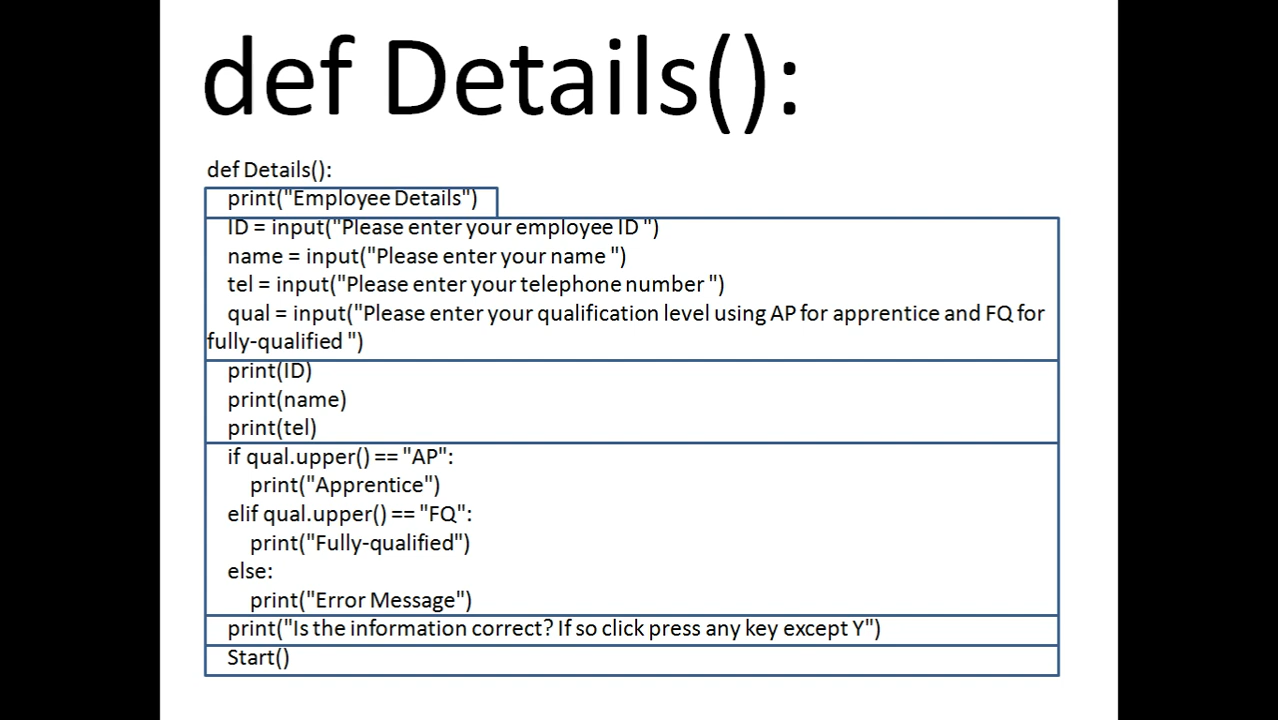 def Details():
def Details():
print("Employee Details")
ID = input("Please enter your employee ID ")
name = input("Please enter your name ")
tel = input("Please enter your telephone number ")
qual = input("Please enter your qualification level using AP for apprentice and FQ for
fully-qualified ")
print(ID)
print(name)
print(tel)
if qual.upper() == "AP":
print("Apprentice")
elif qual.upper() == "FQ":
print("Fully-qualified")
else:
print("Error Message")
print("Is the information correct? If so click press any key except Y")
Start()